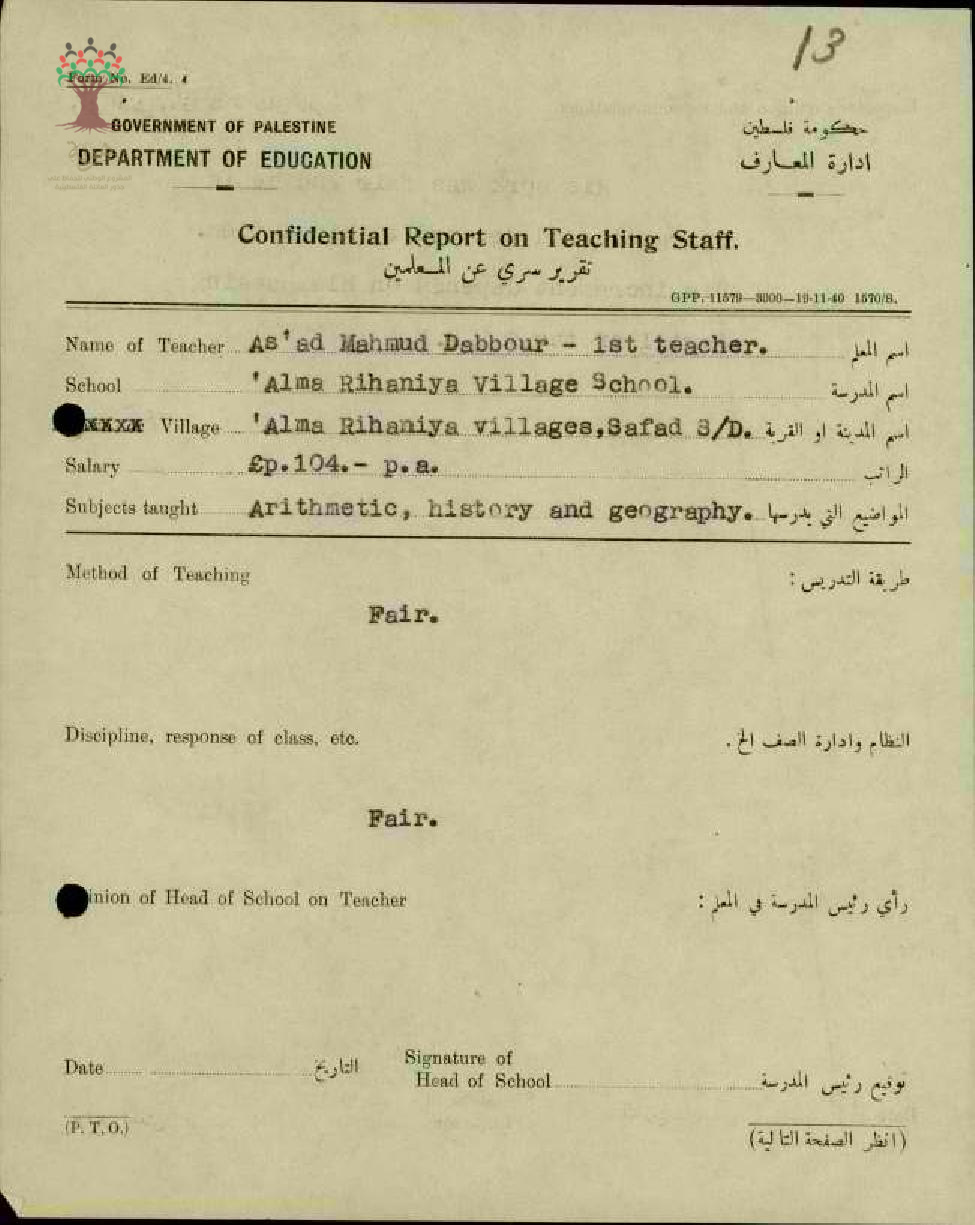 13
Form No. Ed/4.
GOVERNMENT OF PALESTINE
حكومة فلسطين
DEPARTMENT OF EDUCATION
ادارة المعارف
Confidential Report on Teaching Staff.
تقرير سري عن المعلمين
GPP. 11579—3000—19-11-40 1570/S.
Name of Teacher As'ad Mahmud Dabbour - 1st teacher. اسم المعلم
School 'Alma Rihaniya Village School. اسم المدرسة
Village 'Alma Rihaniya villages,Safad S/D. اسم المدينة او القرية
Salary £p.104.- p.a. الراتب
Subjects taught Arithmetic, history and geography. المواضيع التي يدرسها
Method of Teaching طريقة التدريس :
Fair.
Discipline, response of class, etc. النظام وادارة الصف الخ .
Fair.
inion of Head of School on Teacher رأي رئيس المدرسة في المعلم :
Date التاريخ
Signature of
Head of School توقيع رئيس المدرسة
(P. T. O.) (انظر الصفحة التالية)